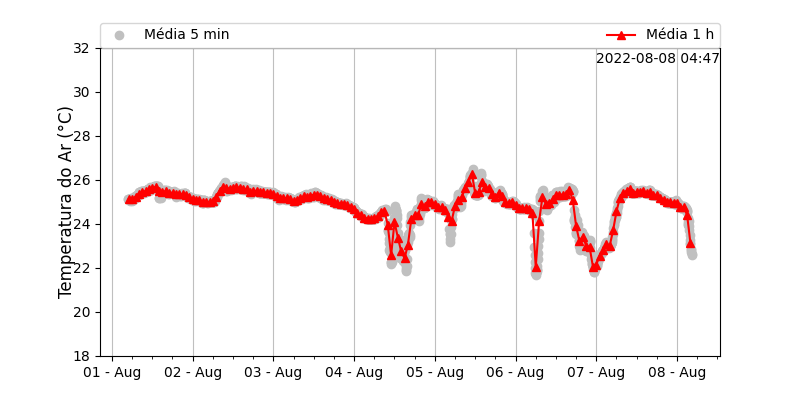 Média 5 min
Média 1 h
2022-08-08 04:47
Temperatura do Ar (°C)
32
30
28
26
24
22
20
18
01 - Aug
02 - Aug
03 - Aug
04 - Aug
05 - Aug
06 - Aug
07 - Aug
08 - Aug